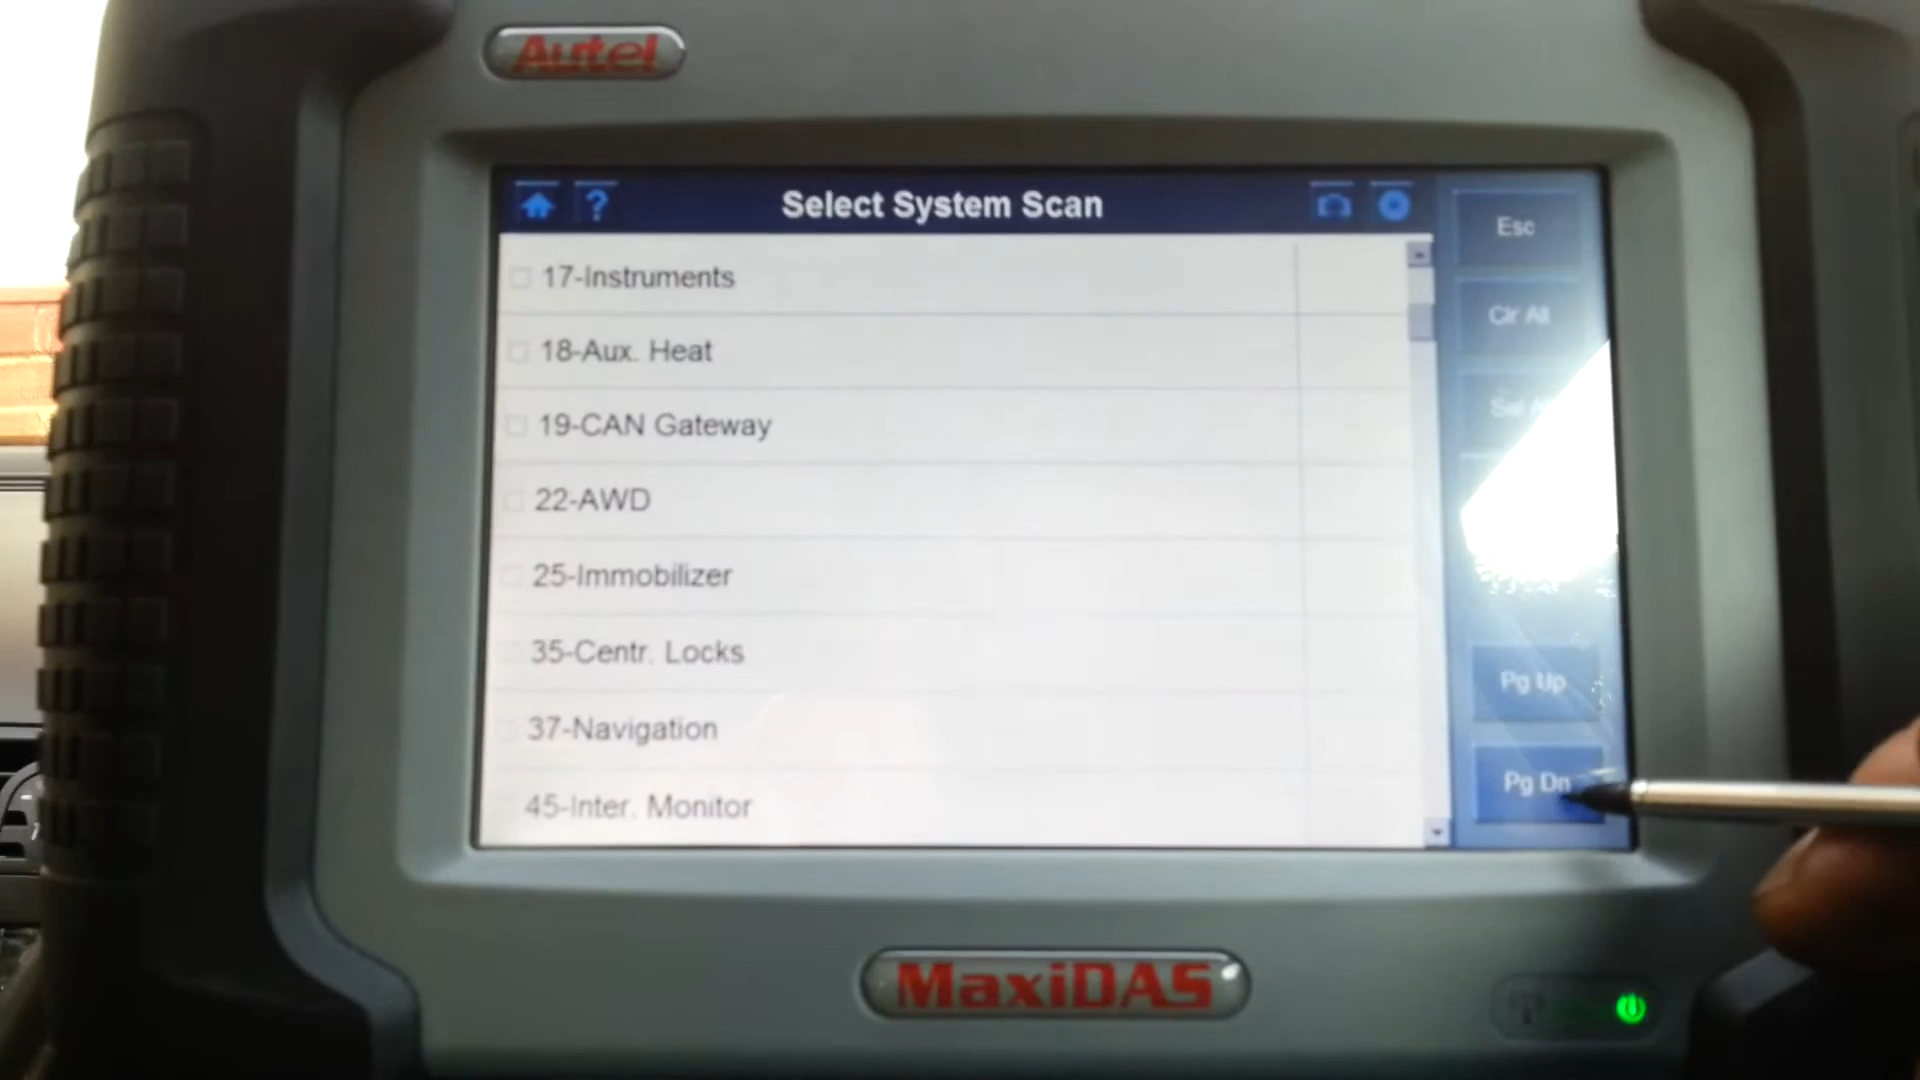 Autel
Select System Scan
Esc
17-Instruments
Clr All
18-Aux. Heat
Sel
19-CAN Gateway
22-AWD
25-Immobilizer
35-Centr. Locks
Pg Up
37-Navigation
Pg Dn
45-Inter. Monitor
MaxiDAS